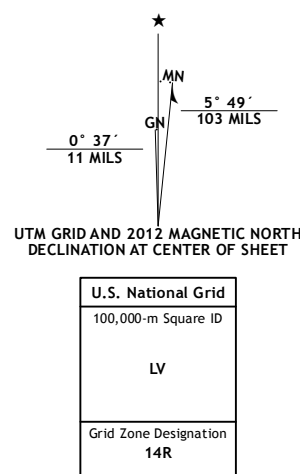 MN
GN
5° 49´
103 MILS
0° 37´
11 MILS
UTM GRID AND 2012 MAGNETIC NORTH
DECLINATION AT CENTER OF SHEET
U.S. National Grid
100,000-m Square ID
LV
Grid Zone Designation
14R